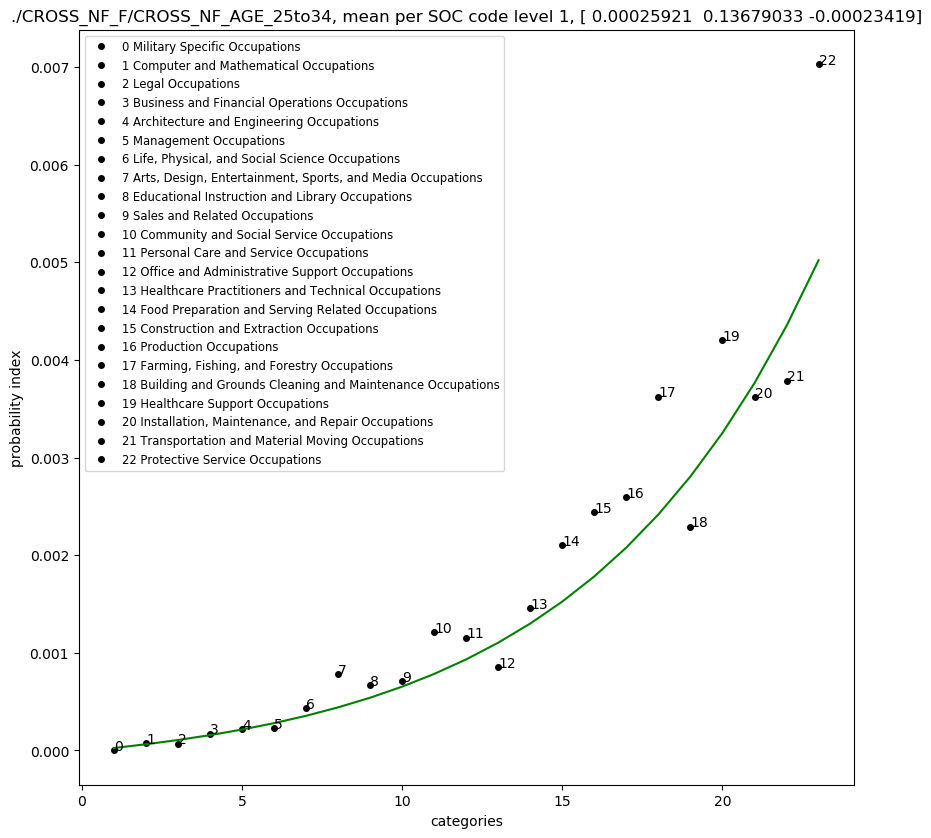 ./CROSS_NF_F/CROSS_NF_AGE_25to34, mean per SOC code level 1, [ 0.00025921  0.13679033 -0.00023419]
0 Military Specific Occupations
1 Computer and Mathematical Occupations
2 Legal Occupations
3 Business and Financial Operations Occupations
4 Architecture and Engineering Occupations
5 Management Occupations
6 Life, Physical, and Social Science Occupations
7 Arts, Design, Entertainment, Sports, and Media Occupations
8 Educational Instruction and Library Occupations
9 Sales and Related Occupations
10 Community and Social Service Occupations
11 Personal Care and Service Occupations
12 Office and Administrative Support Occupations
13 Healthcare Practitioners and Technical Occupations
14 Food Preparation and Serving Related Occupations
15 Construction and Extraction Occupations
16 Production Occupations
17 Farming, Fishing, and Forestry Occupations
18 Building and Grounds Cleaning and Maintenance Occupations
19 Healthcare Support Occupations
20 Installation, Maintenance, and Repair Occupations
21 Transportation and Material Moving Occupations
22 Protective Service Occupations
probability index
0.007
0.006
0.005
0.004
0.003
0.002
0.001
0.000
0
1
2
3
4
5
6
7
8
9
10
11
12
13
14
15
16
17
18
19
20
21
22
0
5
10
15
20
categories